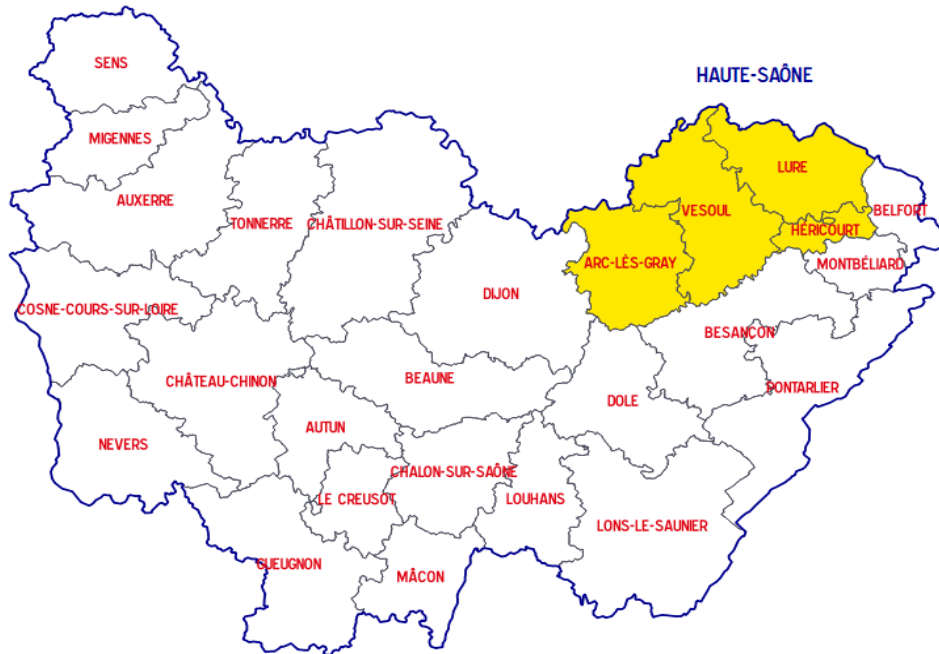 SENS
HAUTE-SAÔNE
MIGENNES
LURE
AUXERRE
TONNERRE
CHÂTILLON-SUR-SEINE
VESOUL
BELFORT
HÉRICOURT
ARC-LÈS-GRAY
MONTBÉLIARD
DIJON
COSNE-COURS-SUR-LOIRE
BESANÇON
CHÂTEAU-CHINON
BEAUNE
DOLE
PONTARLIER
AUTUN
NEVERS
CHALON-SUR-SAÔNE
LE CREUSOT
LOUHANS
LONS-LE-SAUNIER
GUEUGNON
MÂCON